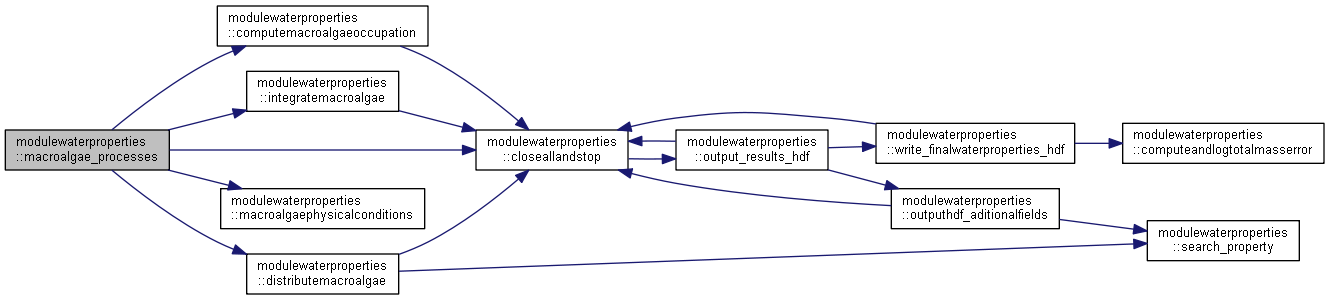 modulewaterproperties
::macroalgae_processes
modulewaterproperties
::computemacroalgaeoccupation
modulewaterproperties
::integratemacroalgae
modulewaterproperties
::macroalgaephysicalconditions
modulewaterproperties
::distributemacroalgae
modulewaterproperties
::closeallandstop
modulewaterproperties
::output_results_hdf
modulewaterproperties
::write_finalwaterproperties_hdf
modulewaterproperties
::outputhdf_aditionalfields
modulewaterproperties
::computeandlogtotalmasserror
modulewaterproperties
::search_property